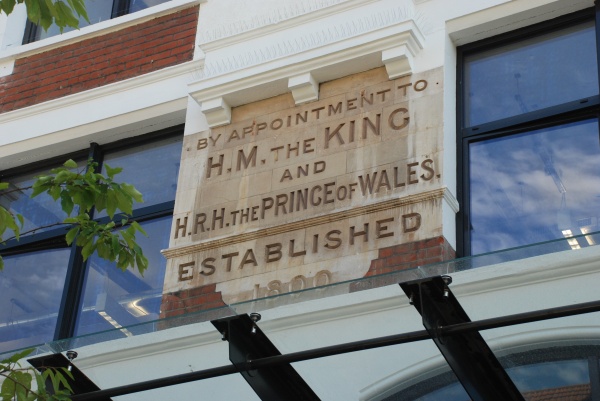 · BY APPOINTMENT TO ·
H.M. THE KING
AND
H.R.H. THE PRINCE OF WALES.
ESTABLISHED